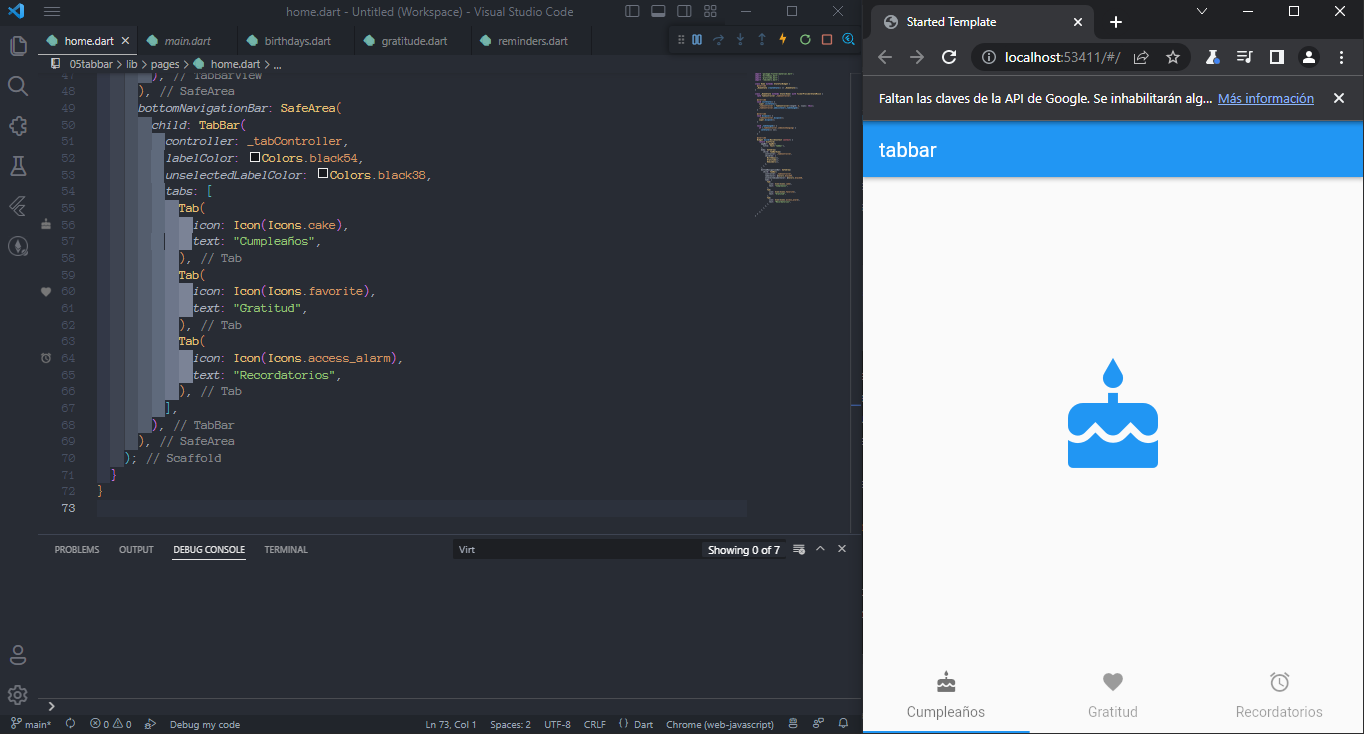 home.dart - Untitled (Workspace) - Visual Studio Code
home.dart
main.dart
birthdays.dart
gratitude.dart
reminders.dart
05tabbar > lib > pages > home.dart > ...
47 ), // TabBarView
48 ), // SafeArea
49 bottomNavigationBar: SafeArea(
50 child: TabBar(
51 controller: _tabController,
52 labelColor: Colors.black54,
53 unselectedLabelColor: Colors.black38,
54 tabs: [
55 Tab(
56 icon: Icon(Icons.cake),
57 text: "Cumpleaños",
58 ), // Tab
59 Tab(
60 icon: Icon(Icons.favorite),
61 text: "Gratitud",
62 ), // Tab
63 Tab(
64 icon: Icon(Icons.access_alarm),
65 text: "Recordatorios",
66 ), // Tab
67 ],
68 ), // TabBar
69 ), // SafeArea
70 ); // Scaffold
71 }
72 }
73
PROBLEMS OUTPUT DEBUG CONSOLE TERMINAL
Virt
Showing 0 of 7
main* 0 0 Debug my code
Ln 73, Col 1 Spaces: 2 UTF-8 CRLF {} Dart Chrome (web-javascript)
Started Template
localhost:53411/#/
Faltan las claves de la API de Google. Se inhabilitarán alg... Más información
tabbar
Cumpleaños
Gratitud
Recordatorios